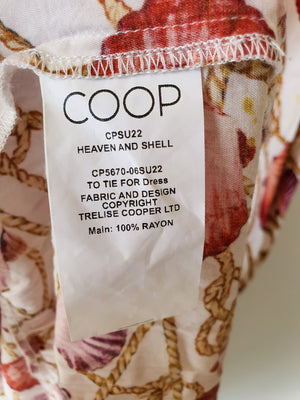 COOP
CPSU22
HEAVEN AND SHELL
CP5670-06SU22
TO TIE FOR Dress
FABRIC AND DESIGN
COPYRIGHT
TRELISE COOPER LTD
Main: 100% RAYON